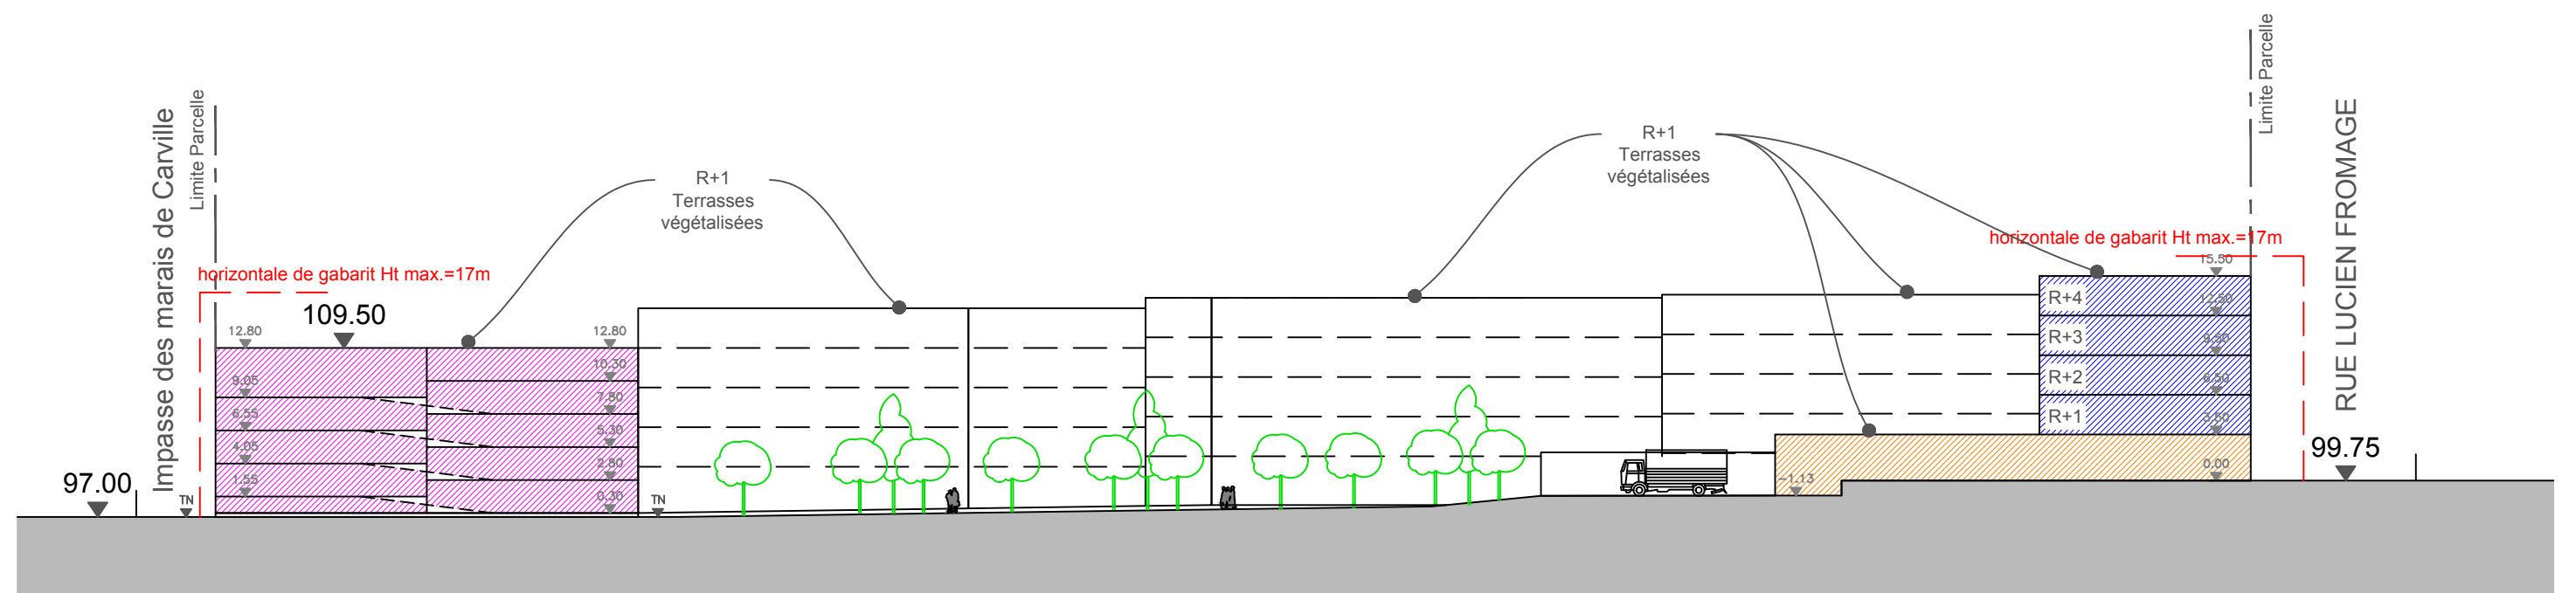 Impasse des marais de Carville
Limite Parcelle
horizontale de gabarit Ht max.=17m
109.50
12.80
9.05
6.55
4.05
1.55
12.80
10.30
7.80
5.30
2.80
0.30
97.00
TN
TN
R+1
Terrasses
végétalisées
R+1
Terrasses
végétalisées
-1.13
horizontale de gabarit Ht max.=17m
15.50
R+4
12.50
R+3
9.50
R+2
6.50
R+1
3.50
0.00
Limite Parcelle
RUE LUCIEN FROMAGE
99.75